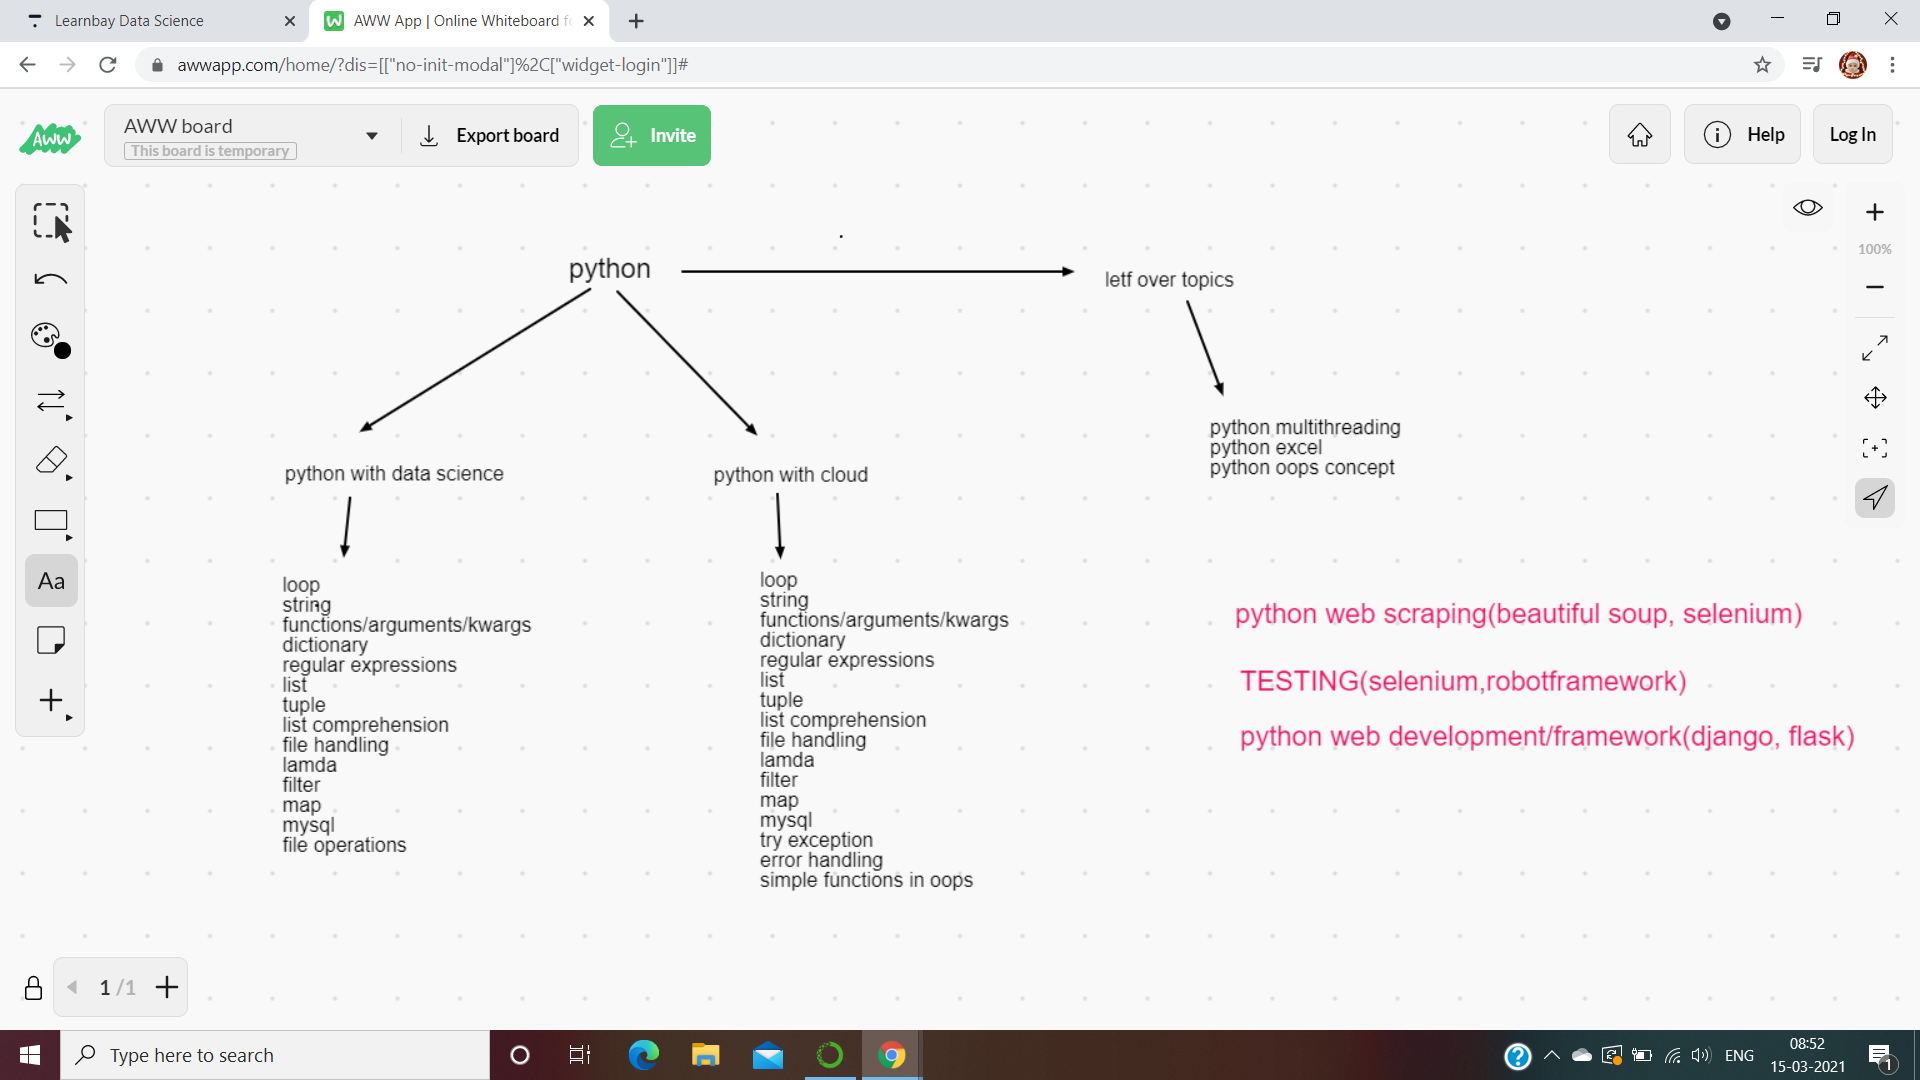 Learnbay Data Science
AWW App | Online Whiteboard f
awwapp.com/home/?dis=[["no-init-modal"]%2C["widget-login"]]#
AWW
AWW board
This board is temporary
Export board
Invite
Help
Log In
100%
Aa
python
letf over topics
python multithreading
python excel
python oops concept
python with data science
loop
string
functions/arguments/kwargs
dictionary
regular expressions
list
tuple
list comprehension
file handling
lamda
filter
map
mysql
file operations
python with cloud
loop
string
functions/arguments/kwargs
dictionary
regular expressions
list
tuple
list comprehension
file handling
lamda
filter
map
mysql
try exception
error handling
simple functions in oops
python web scraping(beautiful soup, selenium)
TESTING(selenium,robotframework)
python web development/framework(django, flask)
1 /1
Type here to search
ENG
08:52
15-03-2021
1